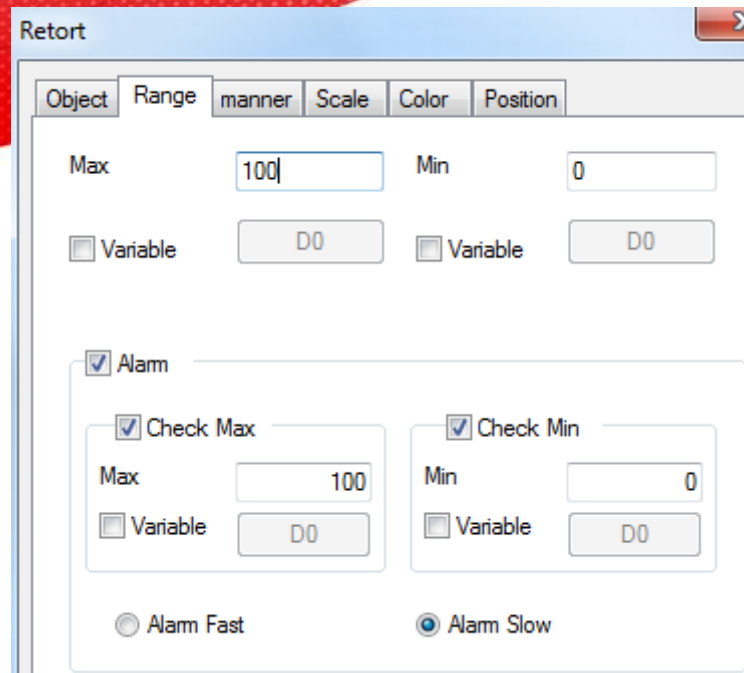 Retort
Object Range manner Scale Color Position
Max 100 Min 0
Variable D0 Variable D0
Alarm
Check Max Check Min
Max 100 Min 0
Variable D0 Variable D0
Alarm Fast Alarm Slow